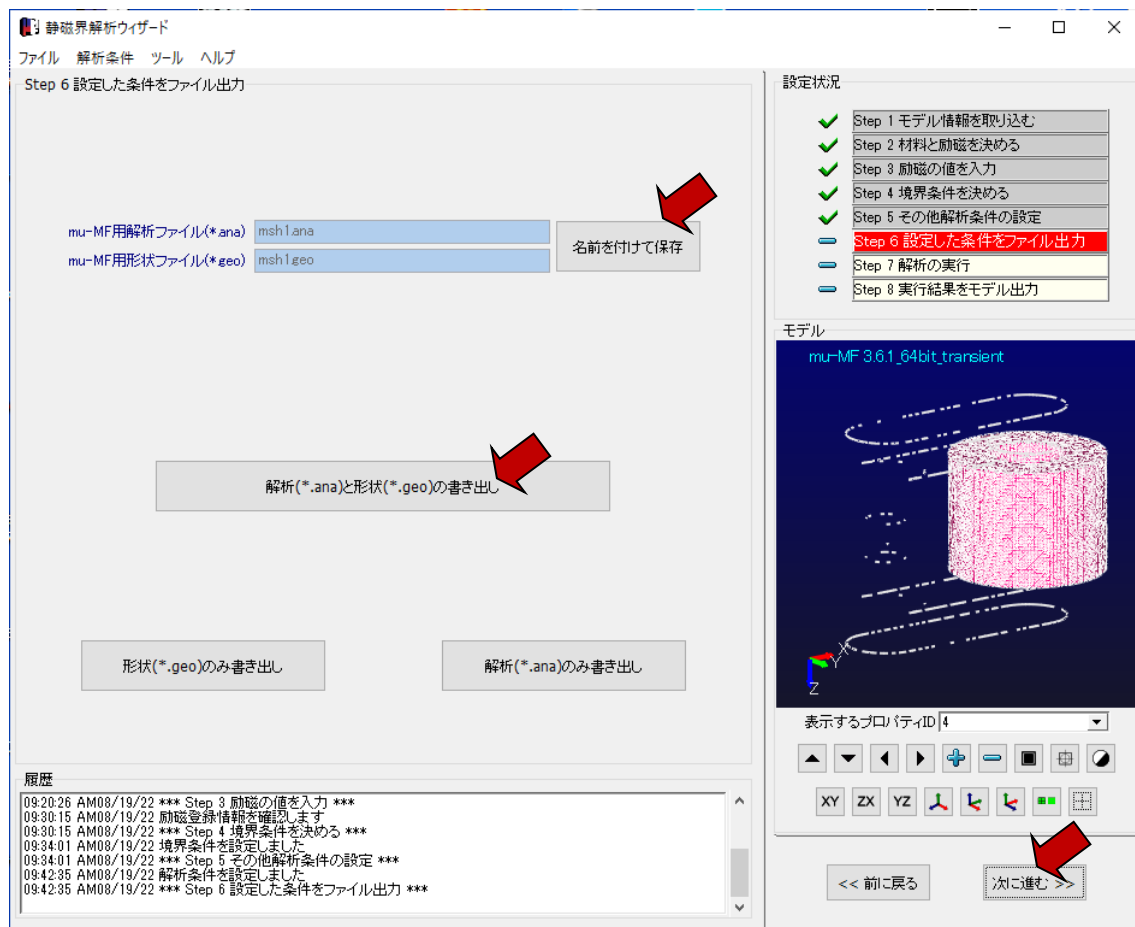 静磁界解析ウィザード
ファイル 解析条件 ツール ヘルプ
Step 6 設定した条件をファイル出力
mu-MF用解析ファイル(*.ana) msh1.ana
mu-MF用形状ファイル(*.geo) msh1.geo
名前を付けて保存
解析(*.ana)と形状(*.geo)の書き出し
形状(*.geo)のみ書き出し
解析(*.ana)のみ書き出し
履歴
09:20:26 AM08/19/22 *** Step 3 励磁の値を入力 ***
09:30:15 AM08/19/22 励磁登録情報を確認します
09:30:15 AM08/19/22 *** Step 4 境界条件を決める ***
09:34:01 AM08/19/22 境界条件を設定しました
09:34:01 AM08/19/22 *** Step 5 その他解析条件の設定 ***
09:42:35 AM08/19/22 解析条件を設定しました
09:42:35 AM08/19/22 *** Step 6 設定した条件をファイル出力 ***
設定状況
Step 1 モデル情報を取り込む
Step 2 材料と励磁を決める
Step 3 励磁の値を入力
Step 4 境界条件を決める
Step 5 その他解析条件の設定
Step 6 設定した条件をファイル出力
Step 7 解析の実行
Step 8 実行結果をモデル出力
モデル
mu-MF 3.6.1_64bit_transient
X
Y
Z
表示するプロパティID 4
XY ZX YZ
<< 前に戻る
次に進む >>